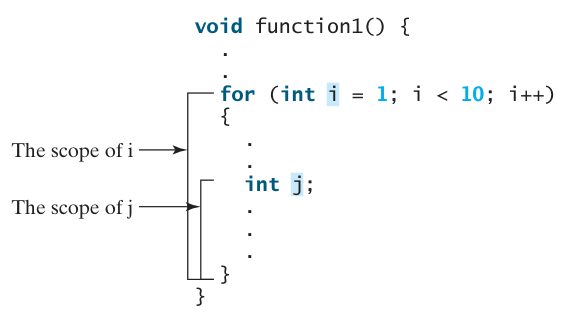 void function1() {
.
.
for (int i = 1; i < 10; i++)
{
.
The scope of i
.
int j;
The scope of j
.
.
.
}
}